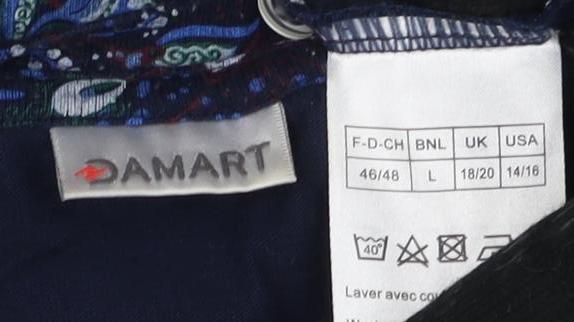 DAMART
F-D-CH BNL UK USA
46/48 L 18/20 14/16
40°
Laver avec